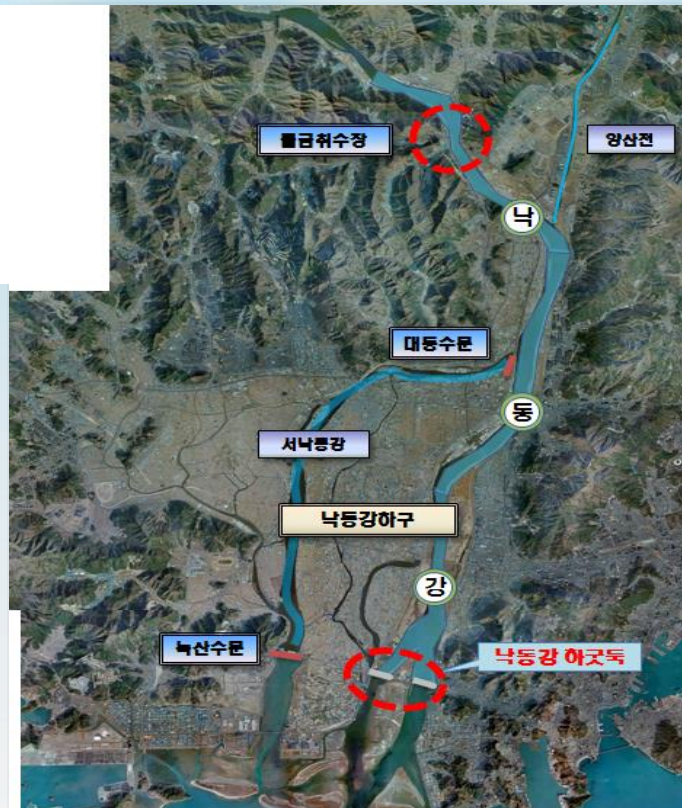 물금취수장
양산천
낙
대동수문
동
서낙동강
낙동강하구
강
녹산수문
낙동강 하굿둑